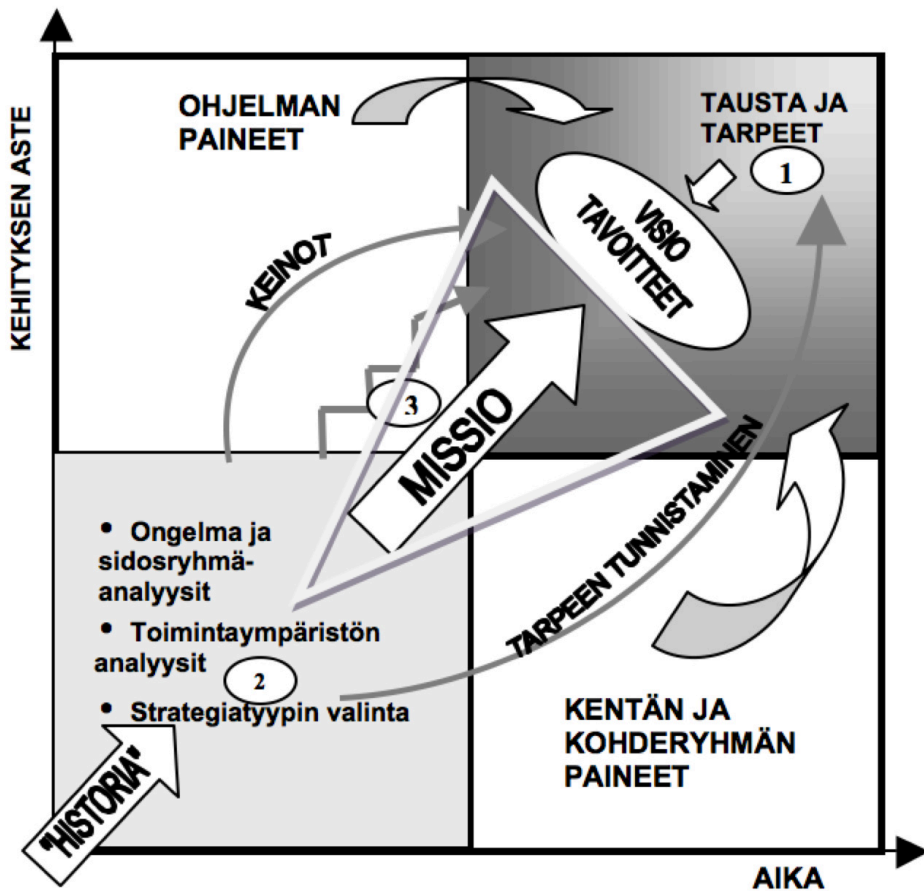 KEHITYKSEN ASTE
OHJELMAN
PAINEET
TAUSTA JA
TARPEET
1
VISIO
TAVOITTEET
KEINOT
3
MISSIO
TARPEEN TUNNISTAMINEN
• Ongelma ja
sidosryhmä-
analyysit
• Toimintaympäristön
analyysit
2
• Strategiatyypin valinta
KENTÄN JA
KOHDERYHMÄN
PAINEET
"HISTORIA"
AIKA